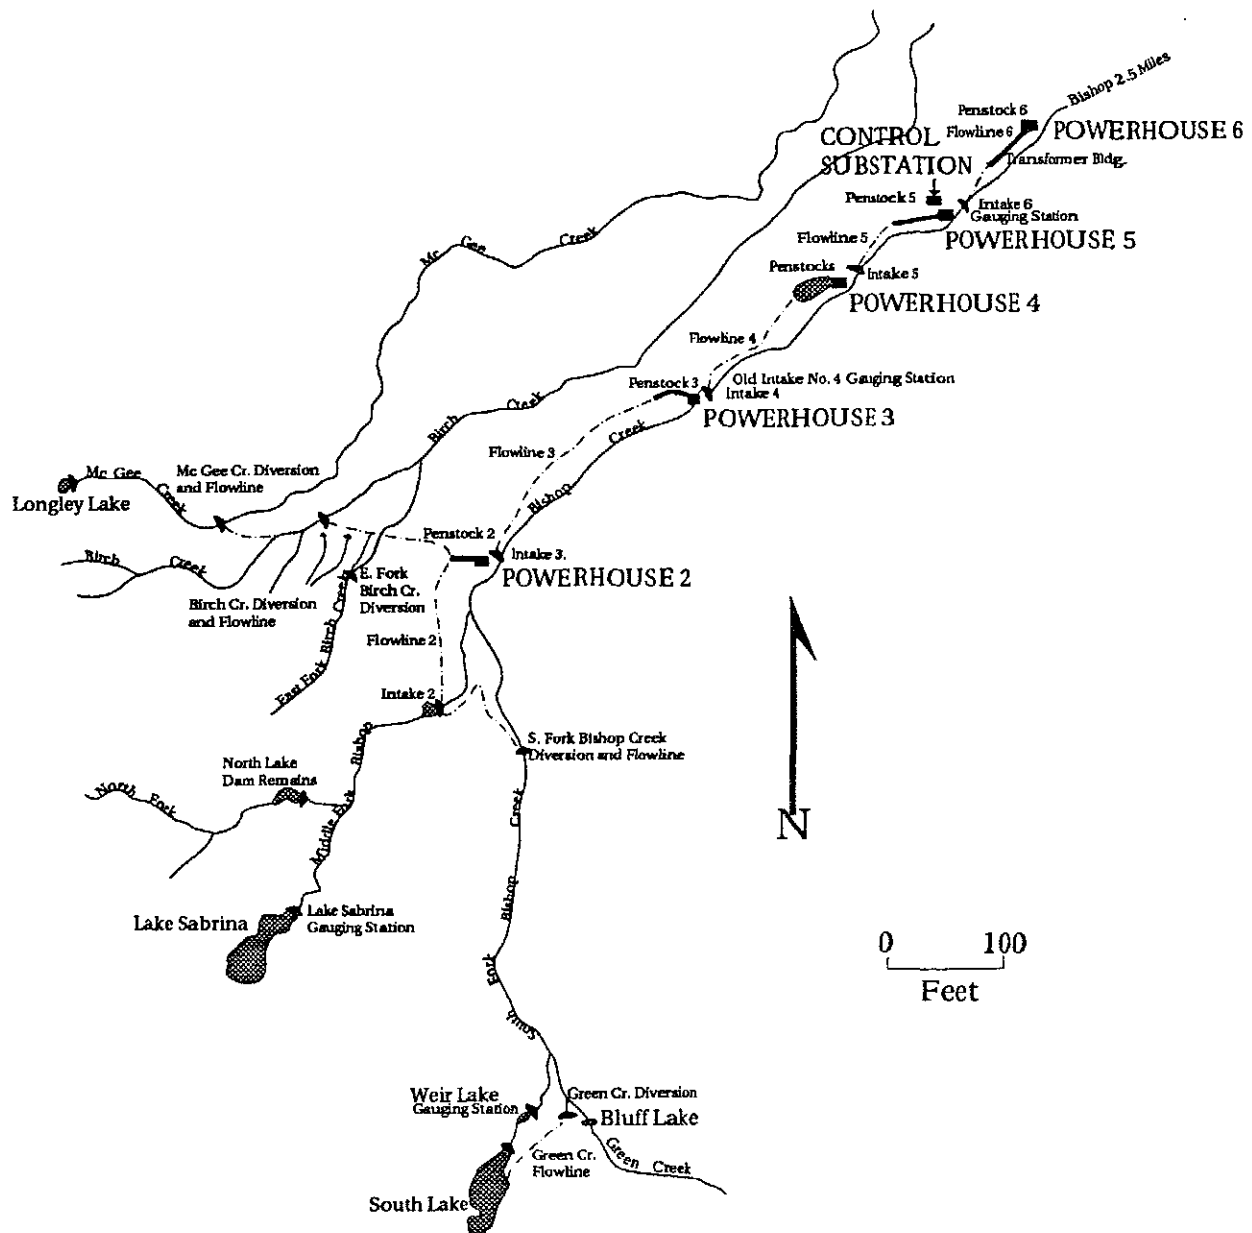 Bishop 2.5 Miles
Penstock 6
Flowline 6
POWERHOUSE 6
CONTROL
SUBSTATION
Transformer Bldg.
Penstock 5
Intake 6
Gauging Station
Flowline 5
POWERHOUSE 5
Penstocks
Intake 5
POWERHOUSE 4
Mc Gee Creek
Flowline 4
Penstock 3
Old Intake No. 4 Gauging Station
Intake 4
POWERHOUSE 3
Birch Creek
Flowline 3
Bishop Creek
Mc Gee Creek
Mc Gee Cr. Diversion
and Flowline
Longley Lake
Penstock 2
Intake 3.
POWERHOUSE 2
Birch Creek
E. Fork
Birch Cr.
Diversion
Birch Cr. Diversion
and Flowline
East Fork Birch Creek
Flowline 2
Intake 2
S. Fork Bishop Creek
Diversion and Flowline
North Lake
Dam Remains
North Fork
Middle Fork Bishop
N
Lake Sabrina
Lake Sabrina
Gauging Station
South Fork Bishop Creek
0 100
Feet
Weir Lake
Gauging Station
Green Cr. Diversion
Bluff Lake
Green Cr.
Flowline
Green Creek
South Lake